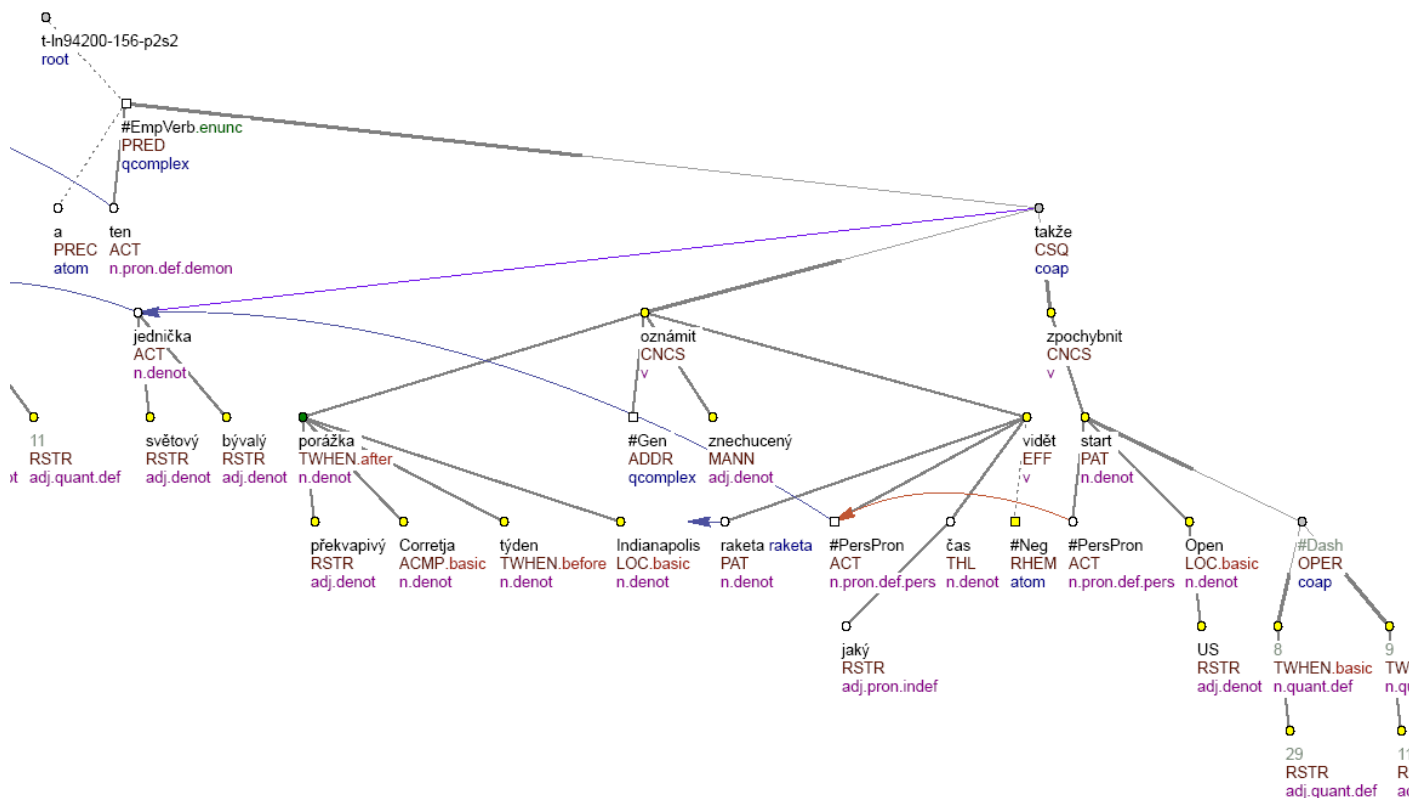 t-ln94200-156-p2s2
root
#EmpVerb.enunc
PRED
qcomplex
a
PREC
atom
ten
ACT
n.pron.def.demon
takže
CSQ
coap
jednička
ACT
n.denot
oznámit
CNCS
v
zpochybnit
CNCS
v
11
RSTR
adj.quant.def
světový
RSTR
adj.denot
bývalý
RSTR
adj.denot
porážka
TWHEN.after
n.denot
#Gen
ADDR
qcomplex
znechucený
MANN
adj.denot
vidět
EFF
v
start
PAT
n.denot
překvapivý
RSTR
adj.denot
Corretja
ACMP.basic
n.denot
týden
TWHEN.before
n.denot
Indianapolis
LOC.basic
n.denot
raketa raketa
PAT
n.denot
#PersPron
ACT
n.pron.def.pers
čas
THL
n.denot
#Neg
RHEM
atom
#PersPron
ACT
n.pron.def.pers
Open
LOC.basic
n.denot
#Dash
OPER
coap
jaký
RSTR
adj.pron.indef
US
RSTR
adj.denot
8
TWHEN.basic
n.quant.def
9
29
RSTR
adj.quant.def